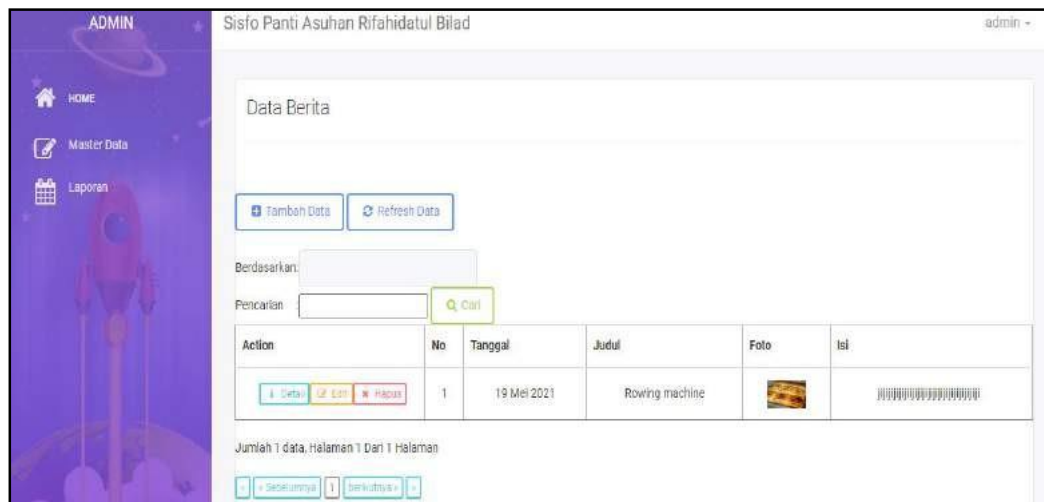 ADMIN
Sisfo Panti Asuhan Rifahidatul Bilad
admin
HOME
Master Data
Laporan
Data Berita
Tambah Data
Refresh Data
Berdasarkan:
Pencarian :
Cari
Action No Tanggal Judul Foto Isi
Detail Edit Hapus 1 19 Mei 2021 Rowing machine
Jumlah 1 data, Halaman 1 Dari 1 Halaman
« « Sebelumnya 1 berikutnya » »